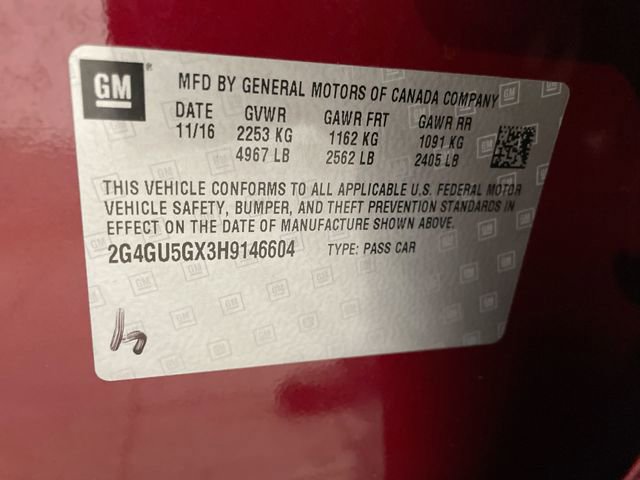 GM
MFD BY GENERAL MOTORS OF CANADA COMPANY
DATE GVWR GAWR FRT GAWR RR
11/16 2253 KG 1162 KG 1091 KG
4967 LB 2562 LB 2405 LB
THIS VEHICLE CONFORMS TO ALL APPLICABLE U.S. FEDERAL MOTOR
VEHICLE SAFETY, BUMPER, AND THEFT PREVENTION STANDARDS IN
EFFECT ON THE DATE OF MANUFACTURE SHOWN ABOVE.
2G4GU5GX3H9146604 TYPE: PASS CAR